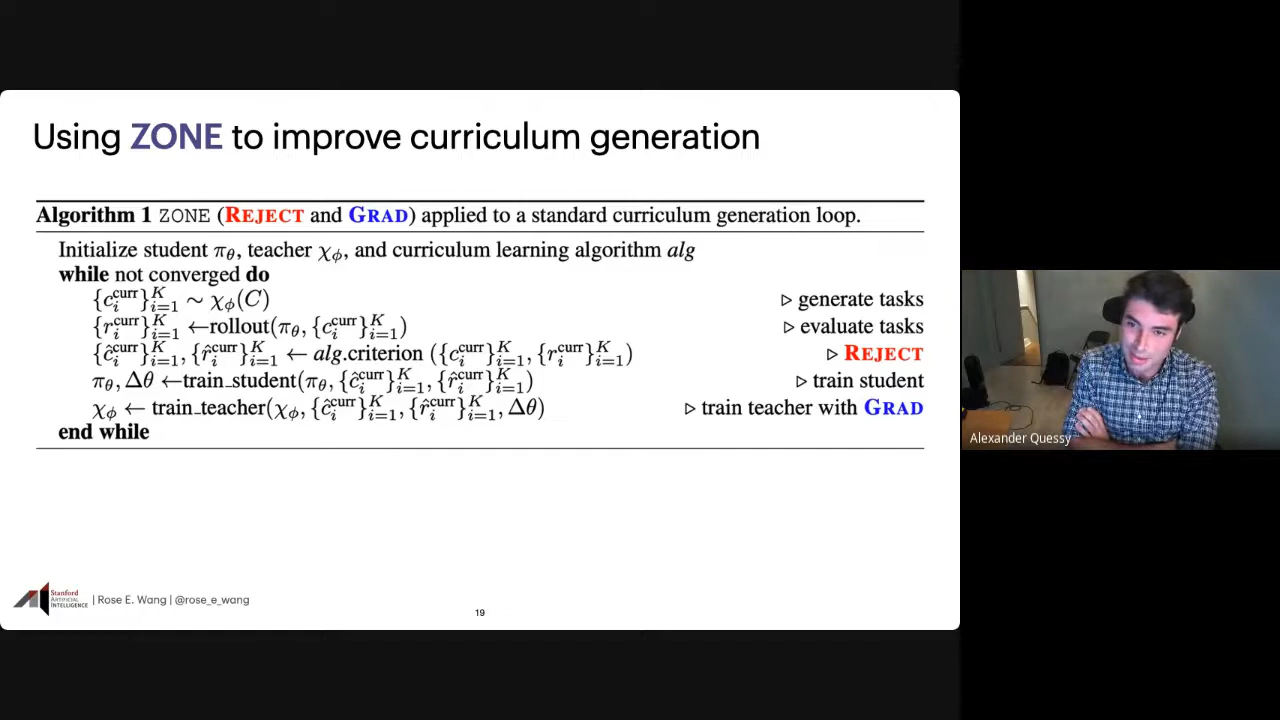 Using ZONE to improve curriculum generation
Algorithm 1 ZONE (REJECT and GRAD) applied to a standard curriculum generation loop.
Initialize student π_θ, teacher χ_ϕ, and curriculum learning algorithm alg
while not converged do
{c_i^curr}_{i=1}^K ∼ χ_ϕ(C) ▷ generate tasks
{r_i^curr}_{i=1}^K ←rollout(π_θ, {c_i^curr}_{i=1}^K) ▷ evaluate tasks
{ĉ_i^curr}_{i=1}^K, {r̂_i^curr}_{i=1}^K ← alg.criterion ({c_i^curr}_{i=1}^K, {r_i^curr}_{i=1}^K) ▷ REJECT
π_θ, Δθ ←train_student(π_θ, {ĉ_i^curr}_{i=1}^K, {r̂_i^curr}_{i=1}^K) ▷ train student
χ_ϕ ← train_teacher(χ_ϕ, {ĉ_i^curr}_{i=1}^K, {r̂_i^curr}_{i=1}^K, Δθ) ▷ train teacher with GRAD
end while
Alexander Quessy
Stanford
ARTIFICIAL
INTELLIGENCE
| Rose E. Wang | @rose_e_wang
19